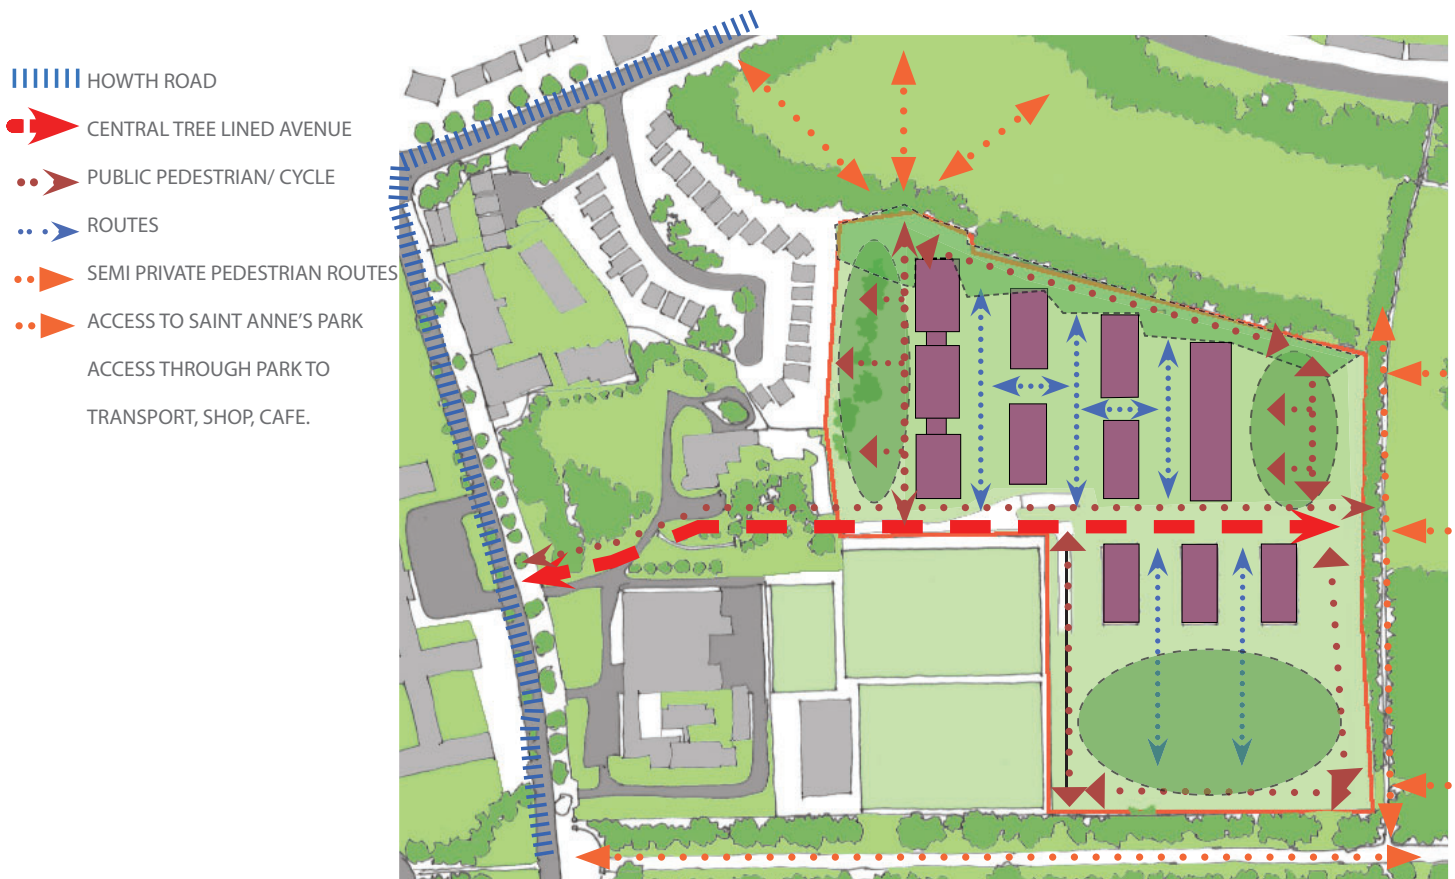 HOWTH ROAD
CENTRAL TREE LINED AVENUE
PUBLIC PEDESTRIAN/ CYCLE
ROUTES
SEMI PRIVATE PEDESTRIAN ROUTES
ACCESS TO SAINT ANNE'S PARK
ACCESS THROUGH PARK TO
TRANSPORT, SHOP, CAFE.